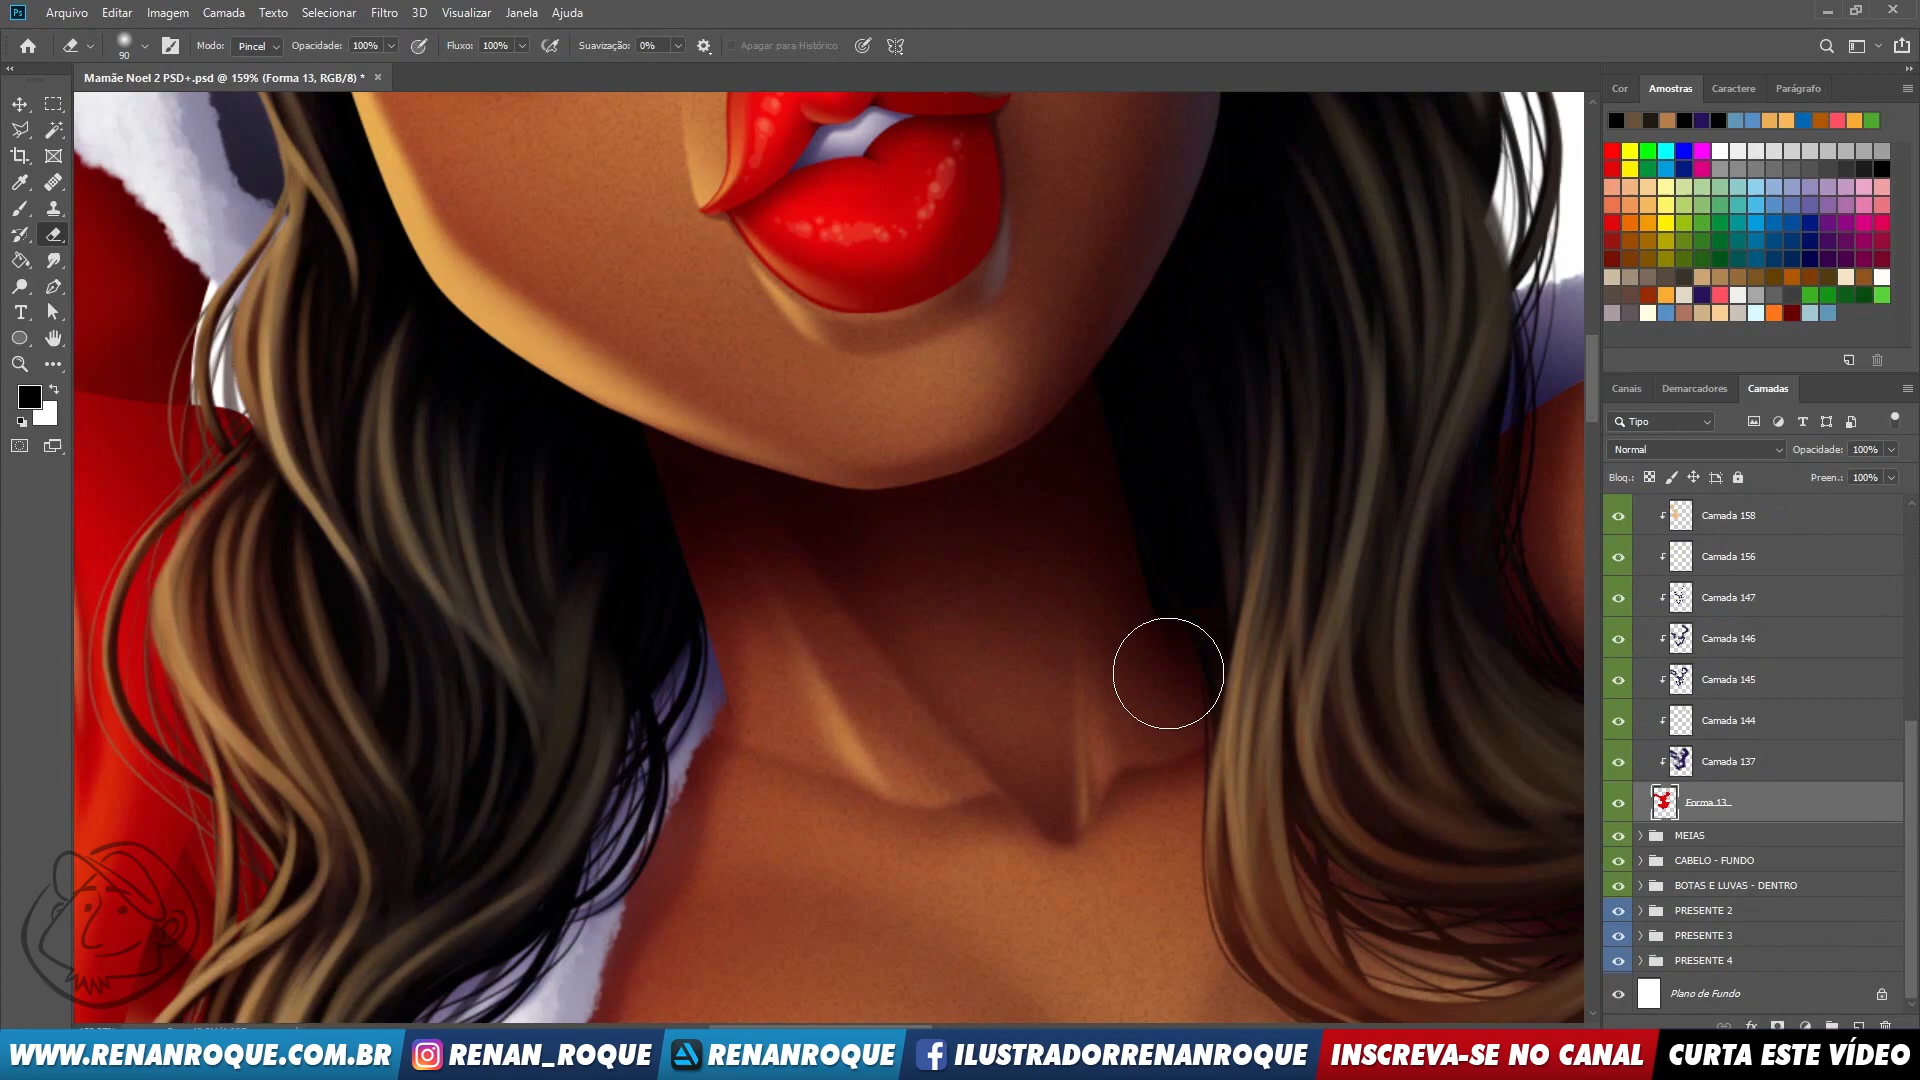 Ps Arquivo Editar Imagem Camada Texto Selecionar Filtro 3D Visualizar Janela Ajuda
90 Modo: Pincel Opacidade: 100% Fluxo: 100% Suavização: 0% Apagar para Histórico
Mamãe Noel 2 PSD+.psd @ 159% (Forma 13, RGB/8) * ×
Cor Amostras Caractere Parágrafo
Canais Demarcadores Camadas
Tipo
Normal Opacidade: 100%
Bloq.: Preen.: 100%
Camada 158
Camada 156
Camada 147
Camada 146
Camada 145
Camada 144
Camada 137
Forma 13
MEIAS
CABELO - FUNDO
BOTAS E LUVAS - DENTRO
PRESENTE 2
PRESENTE 3
PRESENTE 4
Plano de Fundo
WWW.RENANROQUE.COM.BR RENAN_ROQUE RENANROQUE ILUSTRADORRENANROQUE INSCREVA-SE NO CANAL CURTA ESTE VÍDEO